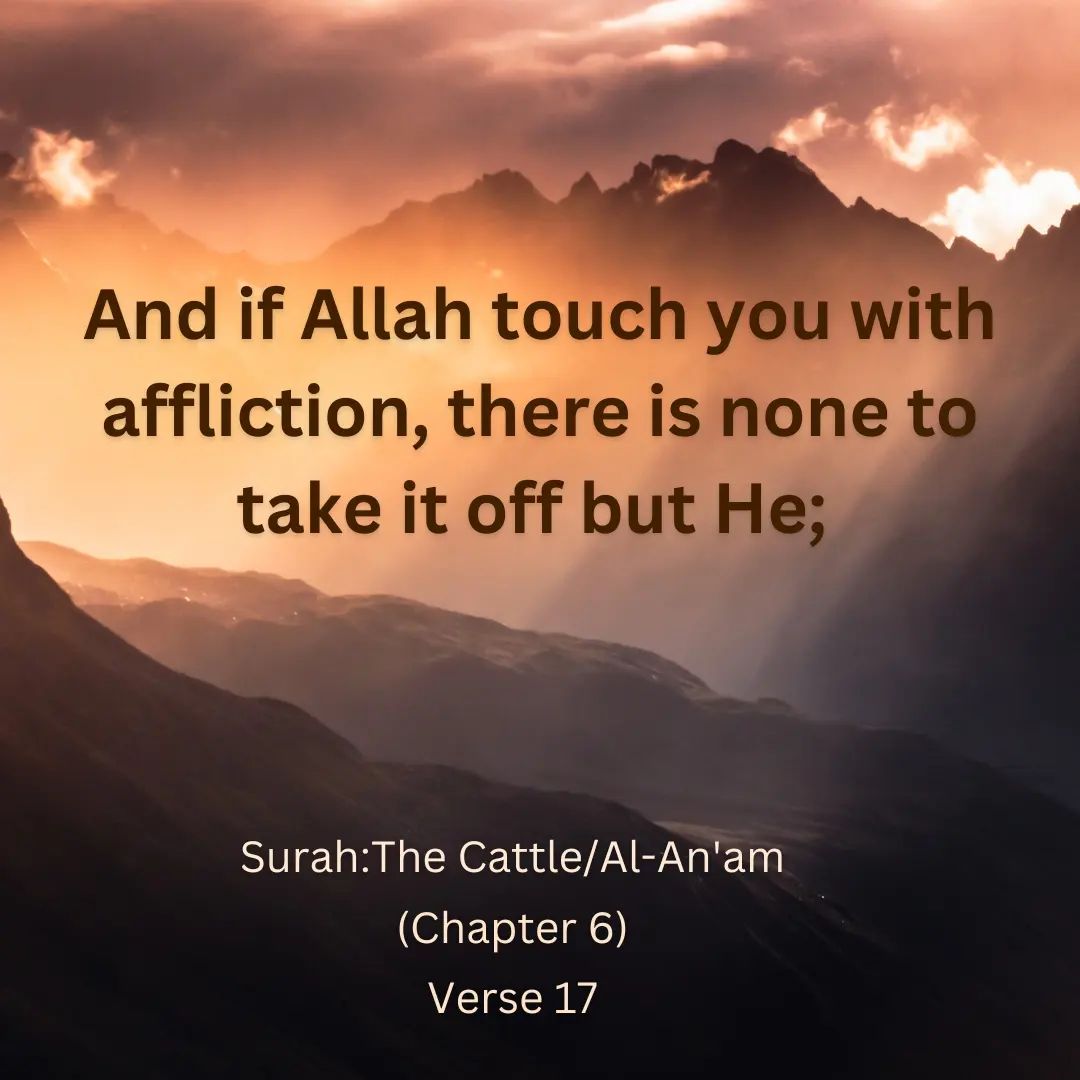 And if Allah touch you with
affliction, there is none to
take it off but He;
Surah:The Cattle/Al-An'am
(Chapter 6)
Verse 17